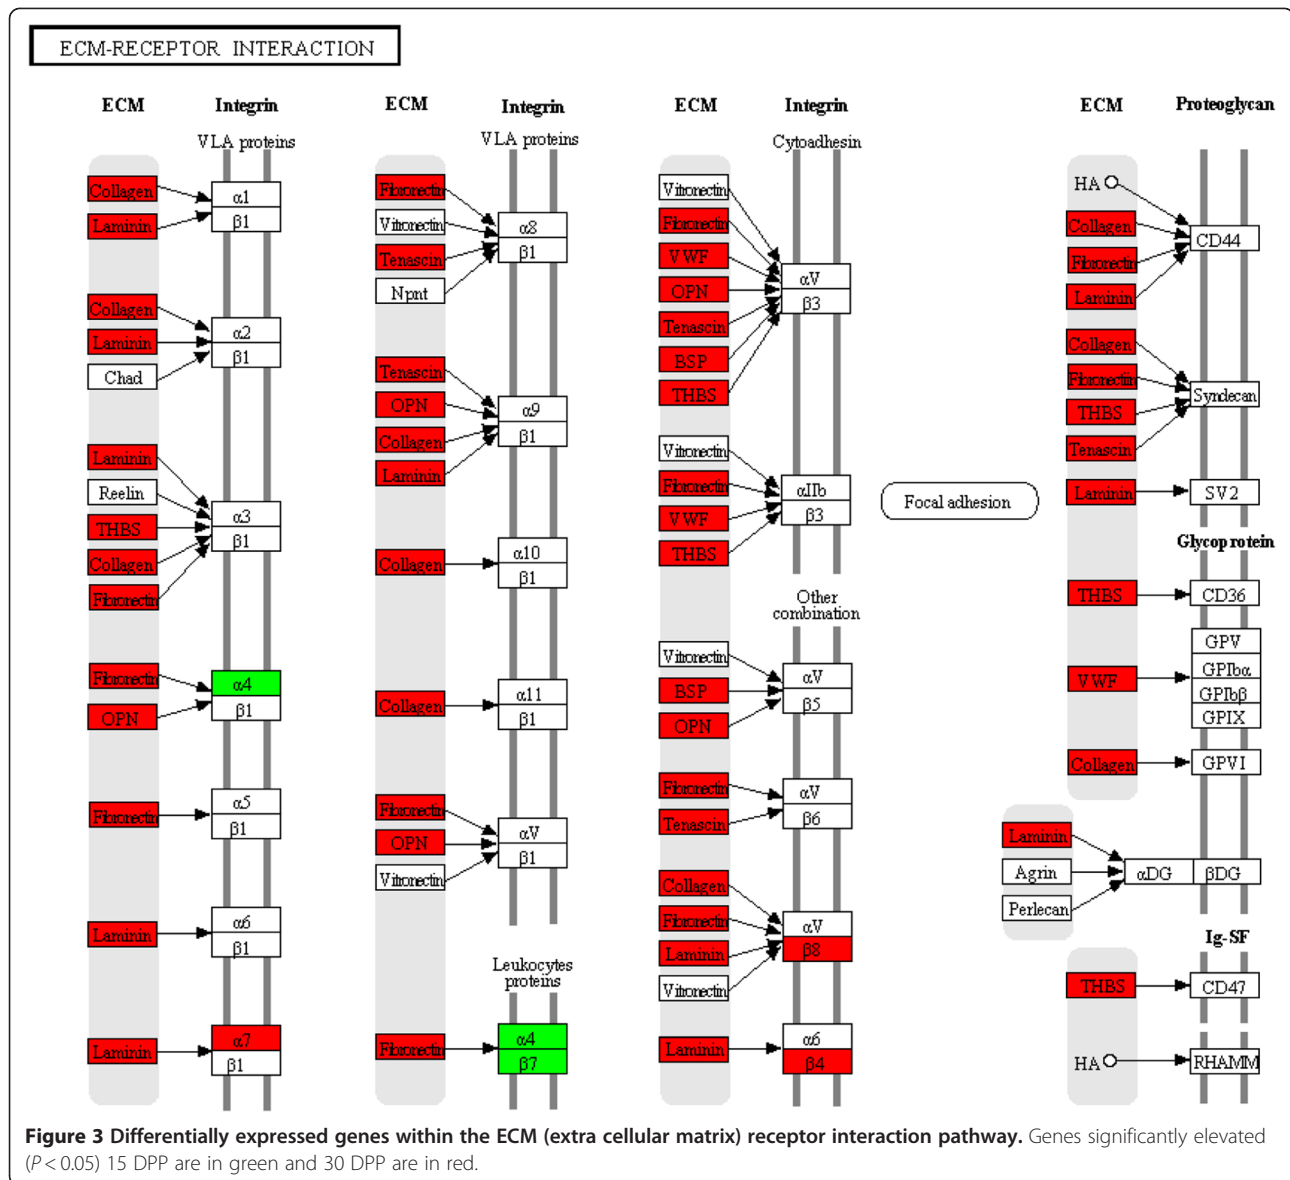 ECM-RECEPTOR INTERACTION
ECM
Integrin
VLA proteins
Collagen
Laminin
α1
β1
Collagen
Laminin
Chad
α2
β1
Laminin
Reelin
THBS
Collagen
Fibronectin
α3
β1
Fibronectin
OPN
α4
β1
Fibronectin
α5
β1
Laminin
α6
β1
Laminin
α7
β1
ECM
Integrin
VLA proteins
Fibronectin
Vitronectin
Tenascin
Npnt
α8
β1
Tenascin
OPN
Collagen
Laminin
α9
β1
Collagen
α10
β1
Collagen
α11
β1
Fibronectin
OPN
Vitronectin
αV
β1
Leukocytes
proteins
Fibronectin
α4
β7
ECM
Integrin
Cytoadhesin
Vitronectin
Fibronectin
VWF
OPN
Tenascin
BSP
THBS
αV
β3
Vitronectin
Fibronectin
VWF
THBS
αIIb
β3
Other
combination
Vitronectin
BSP
OPN
αV
β5
Fibronectin
Tenascin
αV
β6
Collagen
Fibronectin
Laminin
Vitronectin
αV
β8
Laminin
α6
β4
Focal adhesion
ECM
Proteoglycan
HA
Collagen
Fibronectin
Laminin
CD44
Collagen
Fibronectin
THBS
Tenascin
Syndecan
Laminin
SV2
Glycoprotein
THBS
CD36
VWF
GPV
GPIbα
GPIbβ
GPIX
Collagen
GPVI
Laminin
Agrin
Perlecan
αDG
βDG
Ig-SF
THBS
CD47
HA
RHAMM
Figure 3 Differentially expressed genes within the ECM (extra cellular matrix) receptor interaction pathway. Genes significantly elevated
(P < 0.05) 15 DPP are in green and 30 DPP are in red.